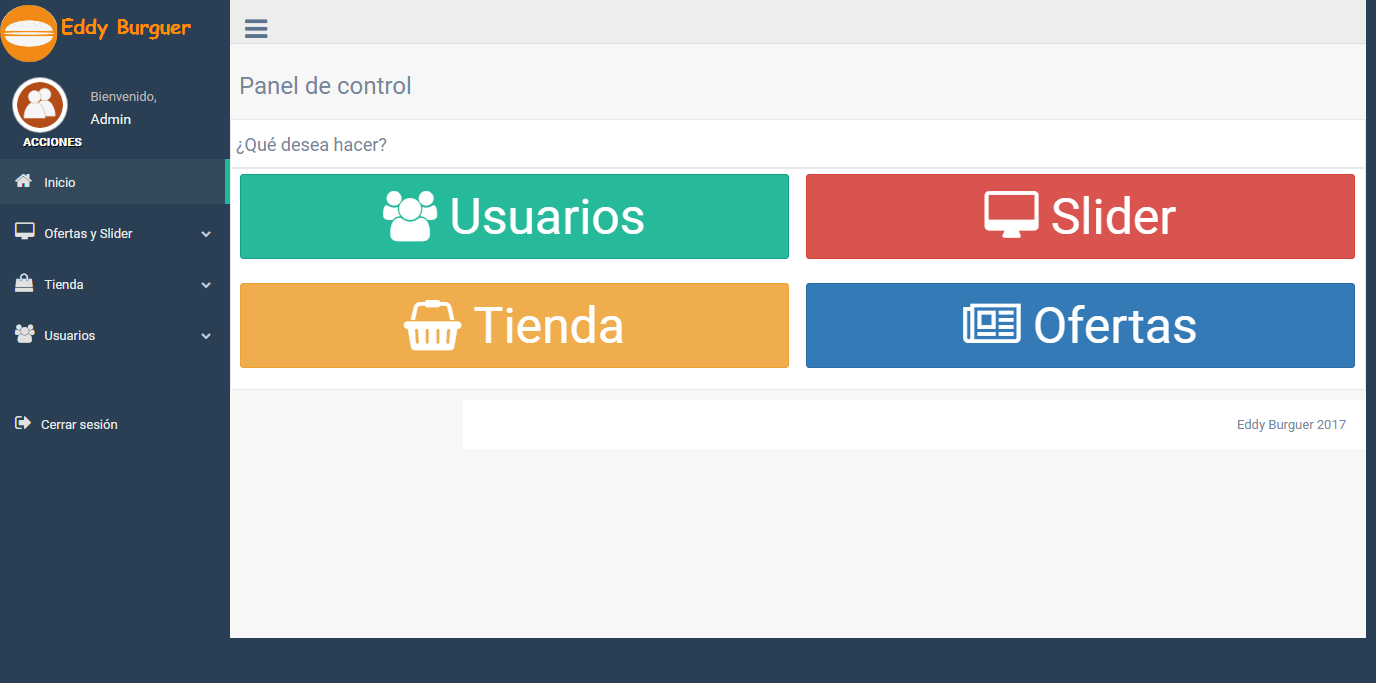 Eddy Burguer
Bienvenido,
Admin
ACCIONES
Inicio
Ofertas y Slider
Tienda
Usuarios
Cerrar sesión
Panel de control
¿Qué desea hacer?
Usuarios
Slider
Tienda
Ofertas
Eddy Burguer 2017